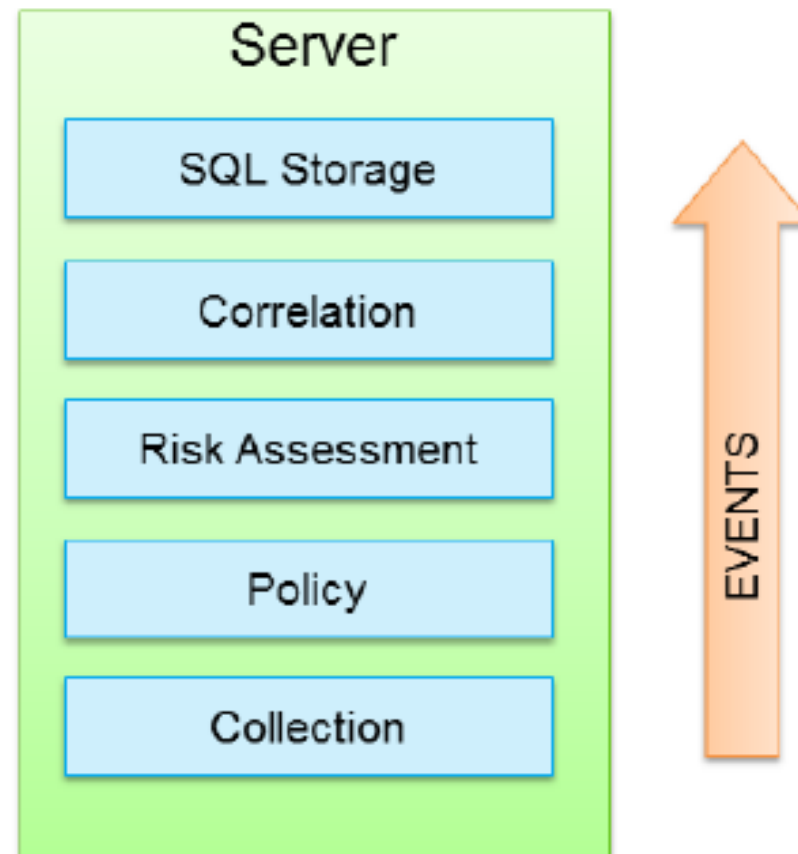 Server
SQL Storage
Correlation
Risk Assessment
Policy
Collection
EVENTS